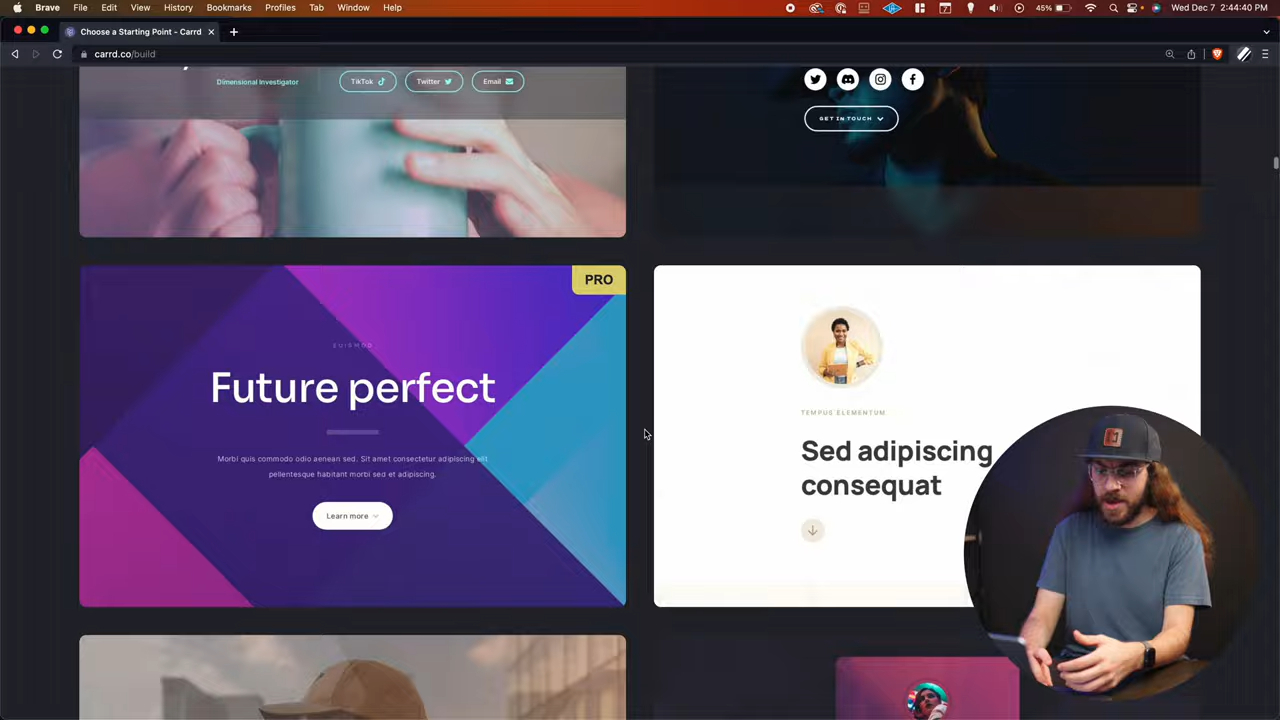 Brave File Edit View History Bookmarks Profiles Tab Window Help
45% Wed Dec 7 2:44:40 PM
Choose a Starting Point - Carrd
carrd.co/build
Dimensional Investigator
TikTok
Twitter
Email
GET IN TOUCH
PRO
EUISMOD
Future perfect
Morbi quis commodo odio aenean sed. Sit amet consectetur adipiscing elit
pellentesque habitant morbi sed et adipiscing.
Learn more
TEMPUS ELEMENTUM
Sed adipiscing
consequat